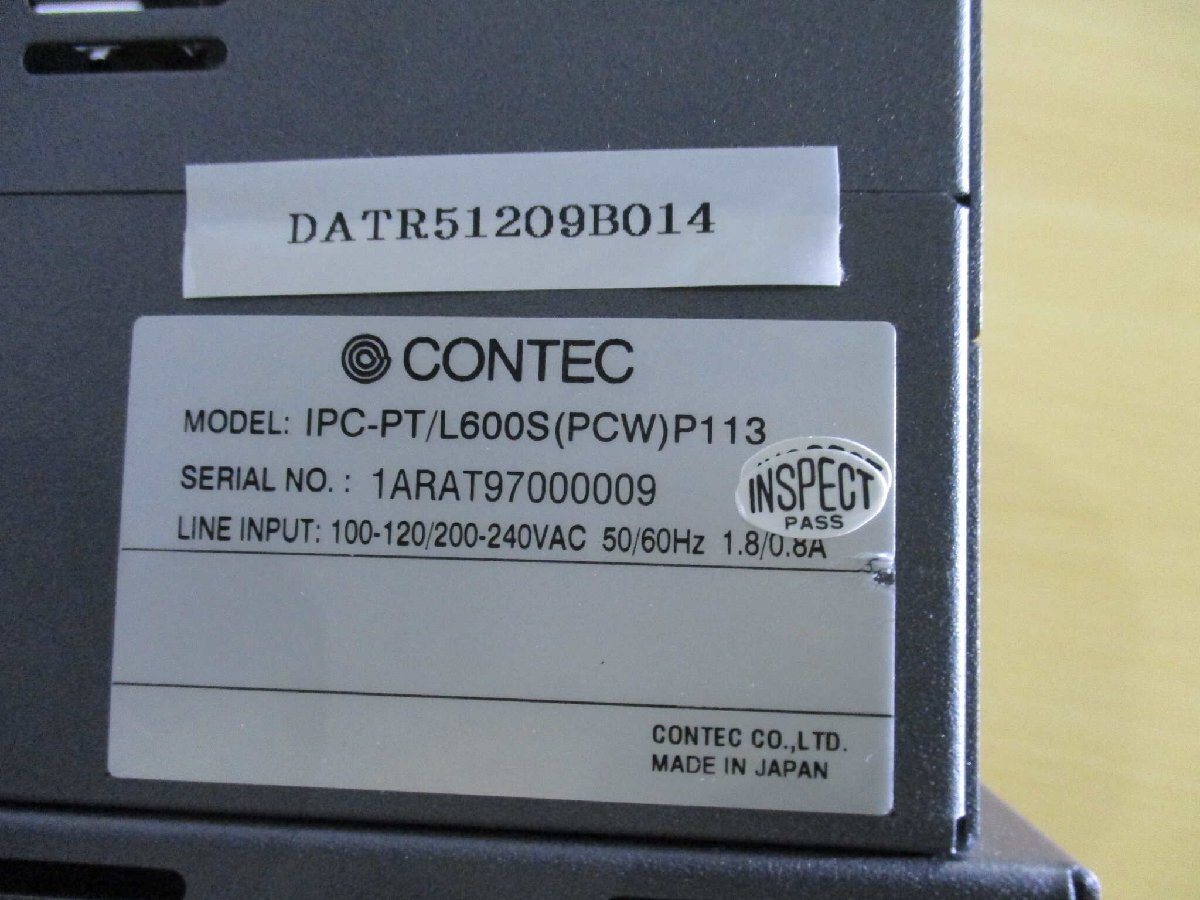 DATR51209B014
CONTEC
MODEL: IPC-PT/L600S(PCW)P113
SERIAL NO. : 1ARAT97000009
INSPECT
PASS
LINE INPUT: 100-120/200-240VAC 50/60Hz 1.8/0.8A
CONTEC CO.,LTD.
MADE IN JAPAN